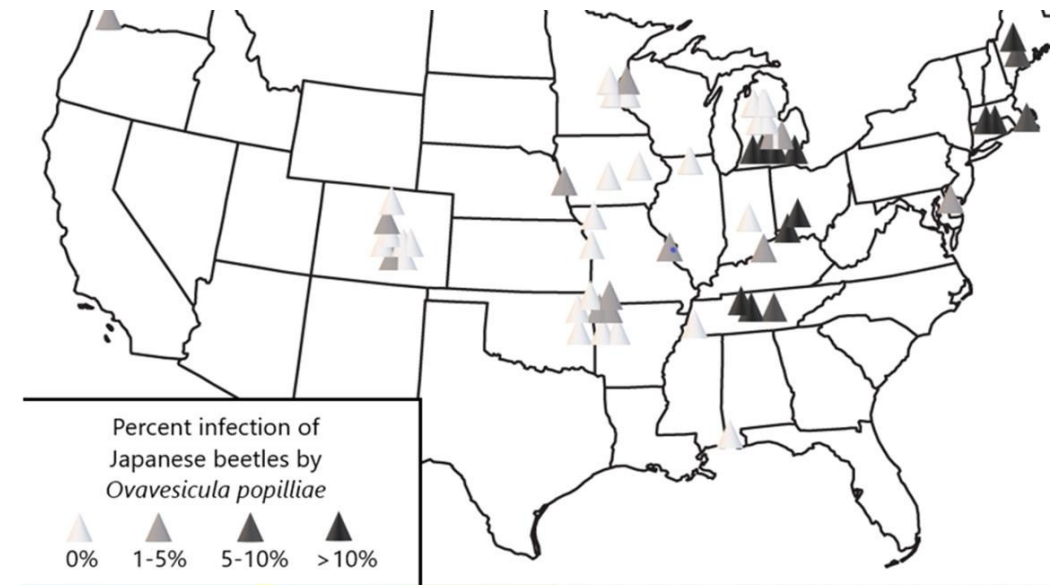 Percent infection of
Japanese beetles by
Ovavesicula popilliae
0% 1-5% 5-10% >10%